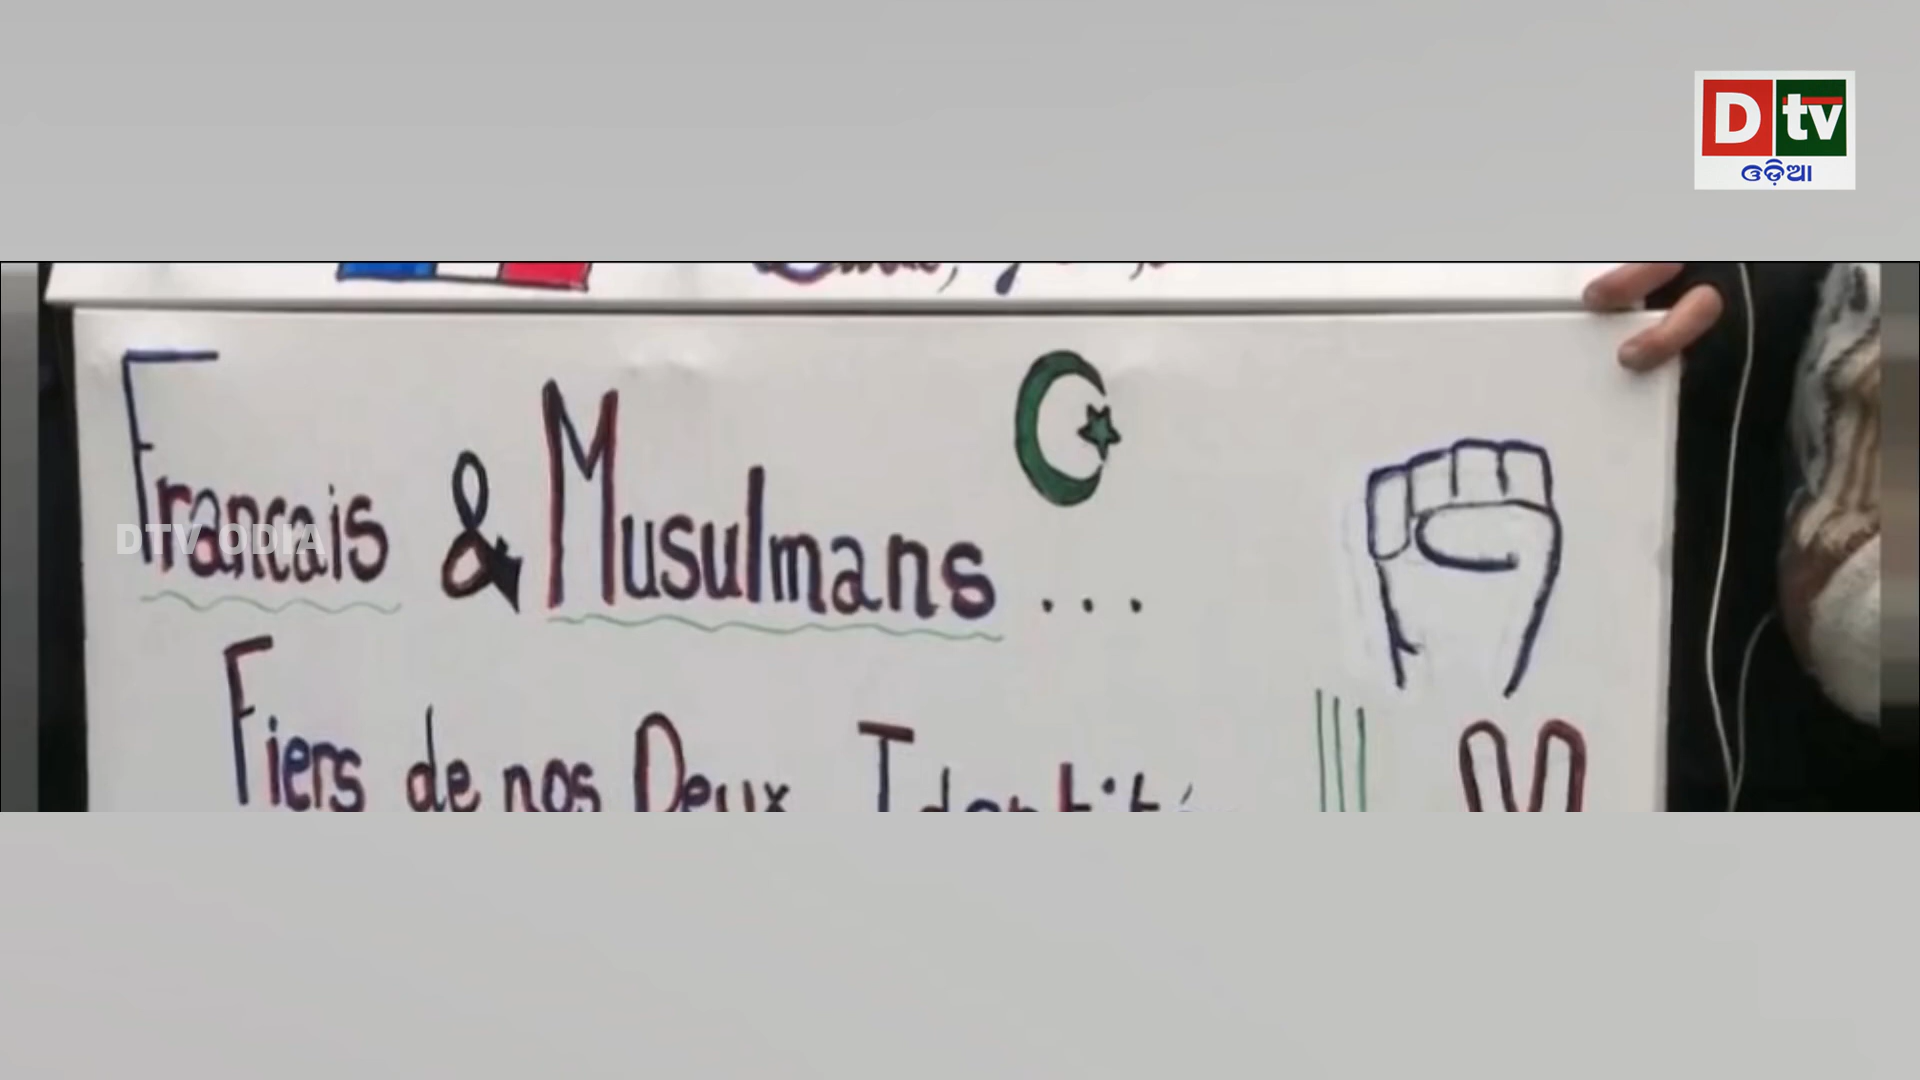 D tv
ଓଡ଼ିଆ
Francais & Musulmans ...
DTV ODIA
Fiers de nos Deux